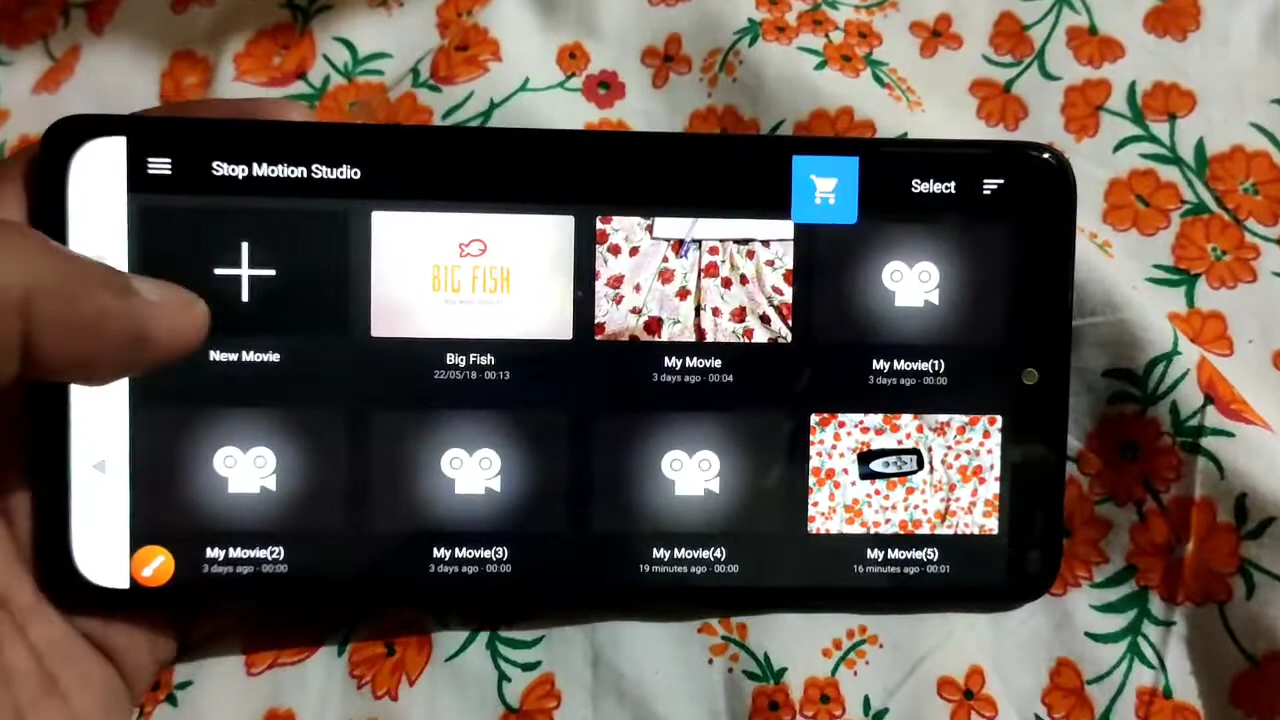 Stop Motion Studio
Select
BIG FISH
New Movie
Big Fish
22/05/18 - 00:13
My Movie
3 days ago - 00:04
My Movie(1)
3 days ago - 00:00
My Movie(2)
3 days ago - 00:00
My Movie(3)
3 days ago - 00:00
My Movie(4)
19 minutes ago - 00:00
My Movie(5)
16 minutes ago - 00:01